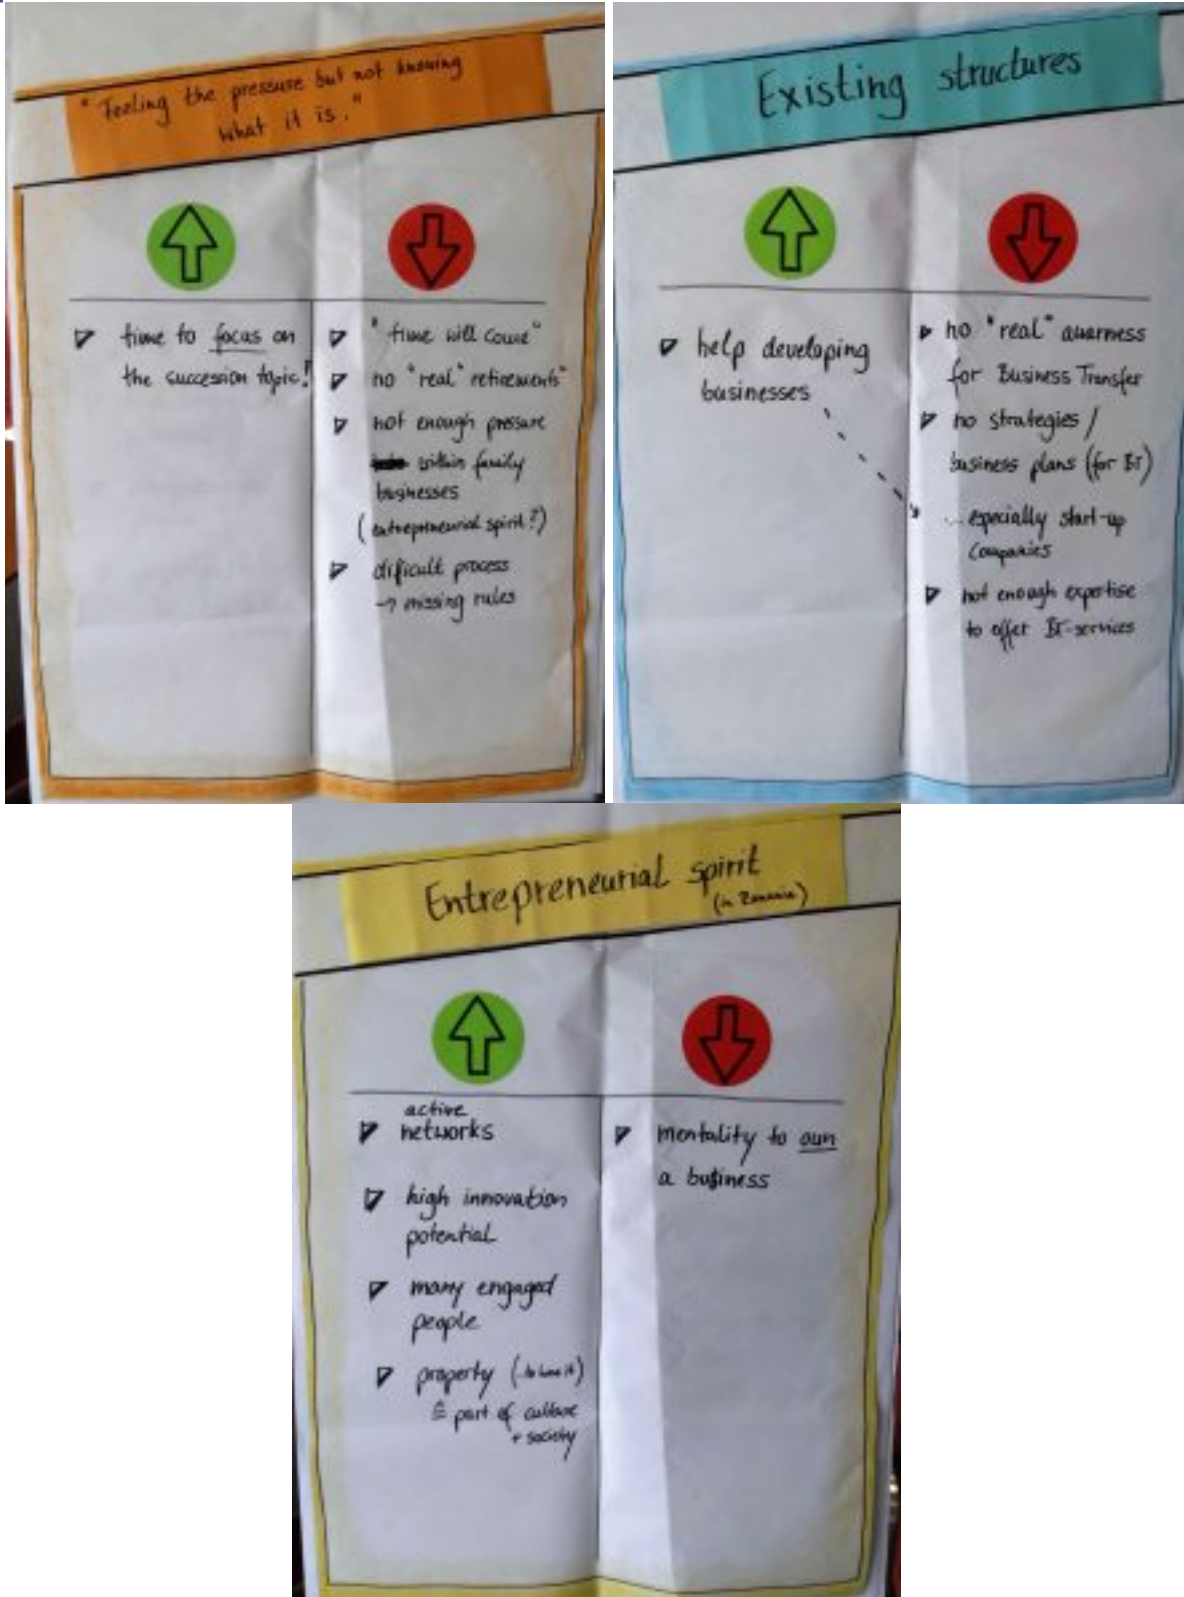 "Feeling the pressure but not knowing
what it is."
time to focus on
the succession topic!
"time will come"
no "real" retirements"
not enough pressure
within family
businesses
(entrepreneurial spirit?)
dificult process
→ missing rules
Existing structures
help developing
businesses
no "real" awarness
for Business Transfer
no strategies /
business plans (for BT)
... especially start-up
companies
not enough expertise
to offer BT-services
Entrepreneurial spirit
(in Romania)
active
networks
high innovation
potential
many engaged
people
property (...to have it)
≙ part of culture
+ society
mentality to own
a business